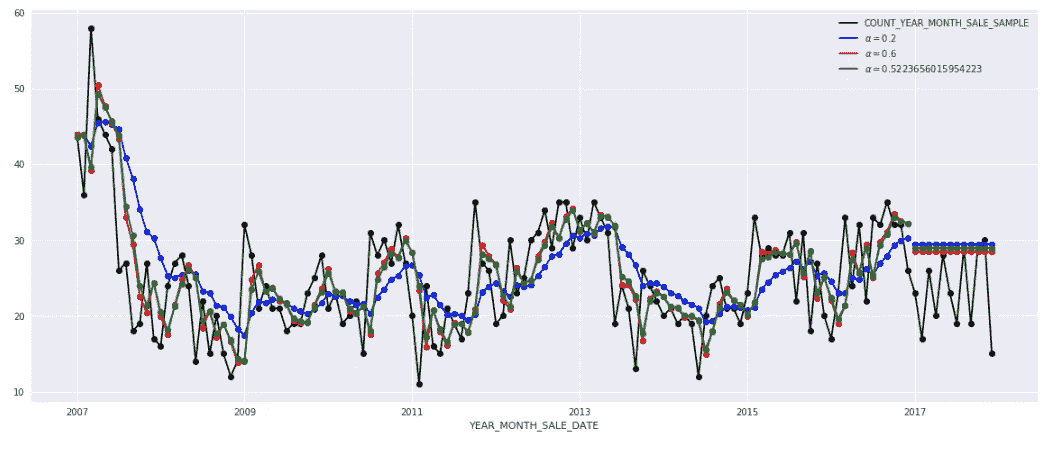 60
50
40
30
20
10
COUNT_YEAR_MONTH_SALE_SAMPLE
α=0.2
α=0.6
α=0.5223656015954223
2007 2009 2011 2013 2015 2017
YEAR_MONTH_SALE_DATE